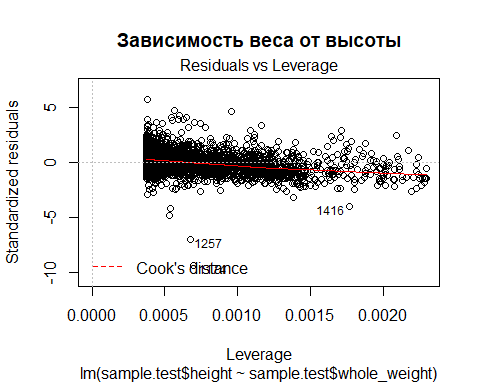 Зависимость веса от высоты
Residuals vs Leverage
Standardized residuals
5
0
-5
-10
1416
1257
Cook's distance
0.0000 0.0005 0.0010 0.0015 0.0020
Leverage
lm(sample.test$height ~ sample.test$whole_weight)